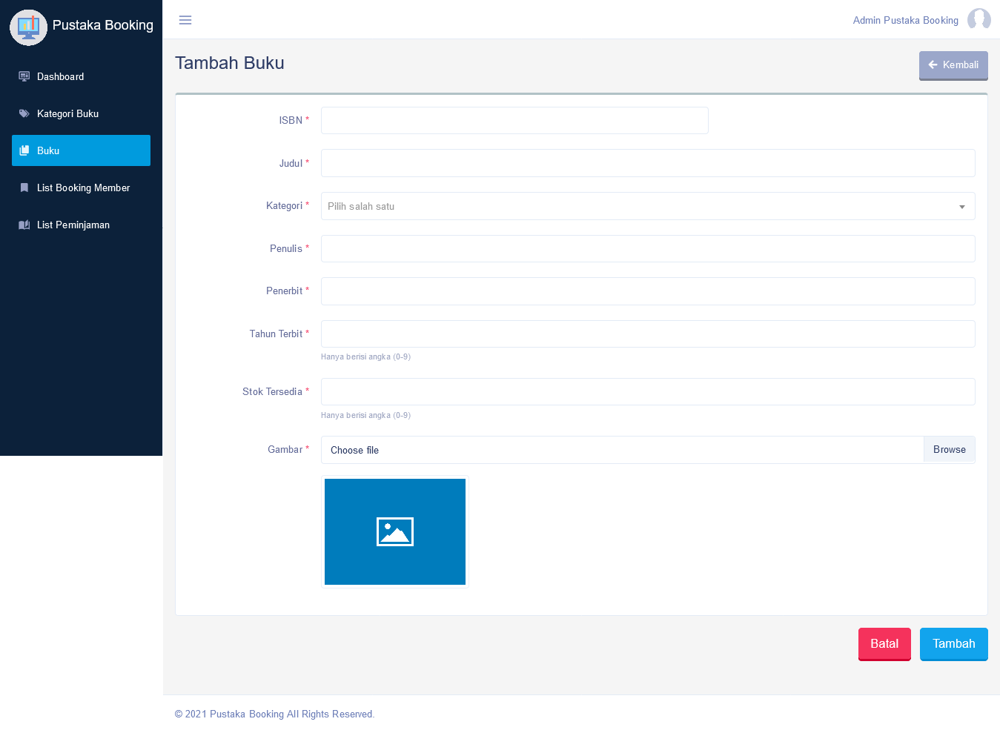 Pustaka Booking
Admin Pustaka Booking
Dashboard
Kategori Buku
Buku
List Booking Member
List Peminjaman
Tambah Buku
Kembali
ISBN *
Judul *
Kategori *
Pilih salah satu
Penulis *
Penerbit *
Tahun Terbit *
Hanya berisi angka (0-9)
Stok Tersedia *
Hanya berisi angka (0-9)
Gambar *
Choose file
Browse
Batal
Tambah
© 2021 Pustaka Booking All Rights Reserved.